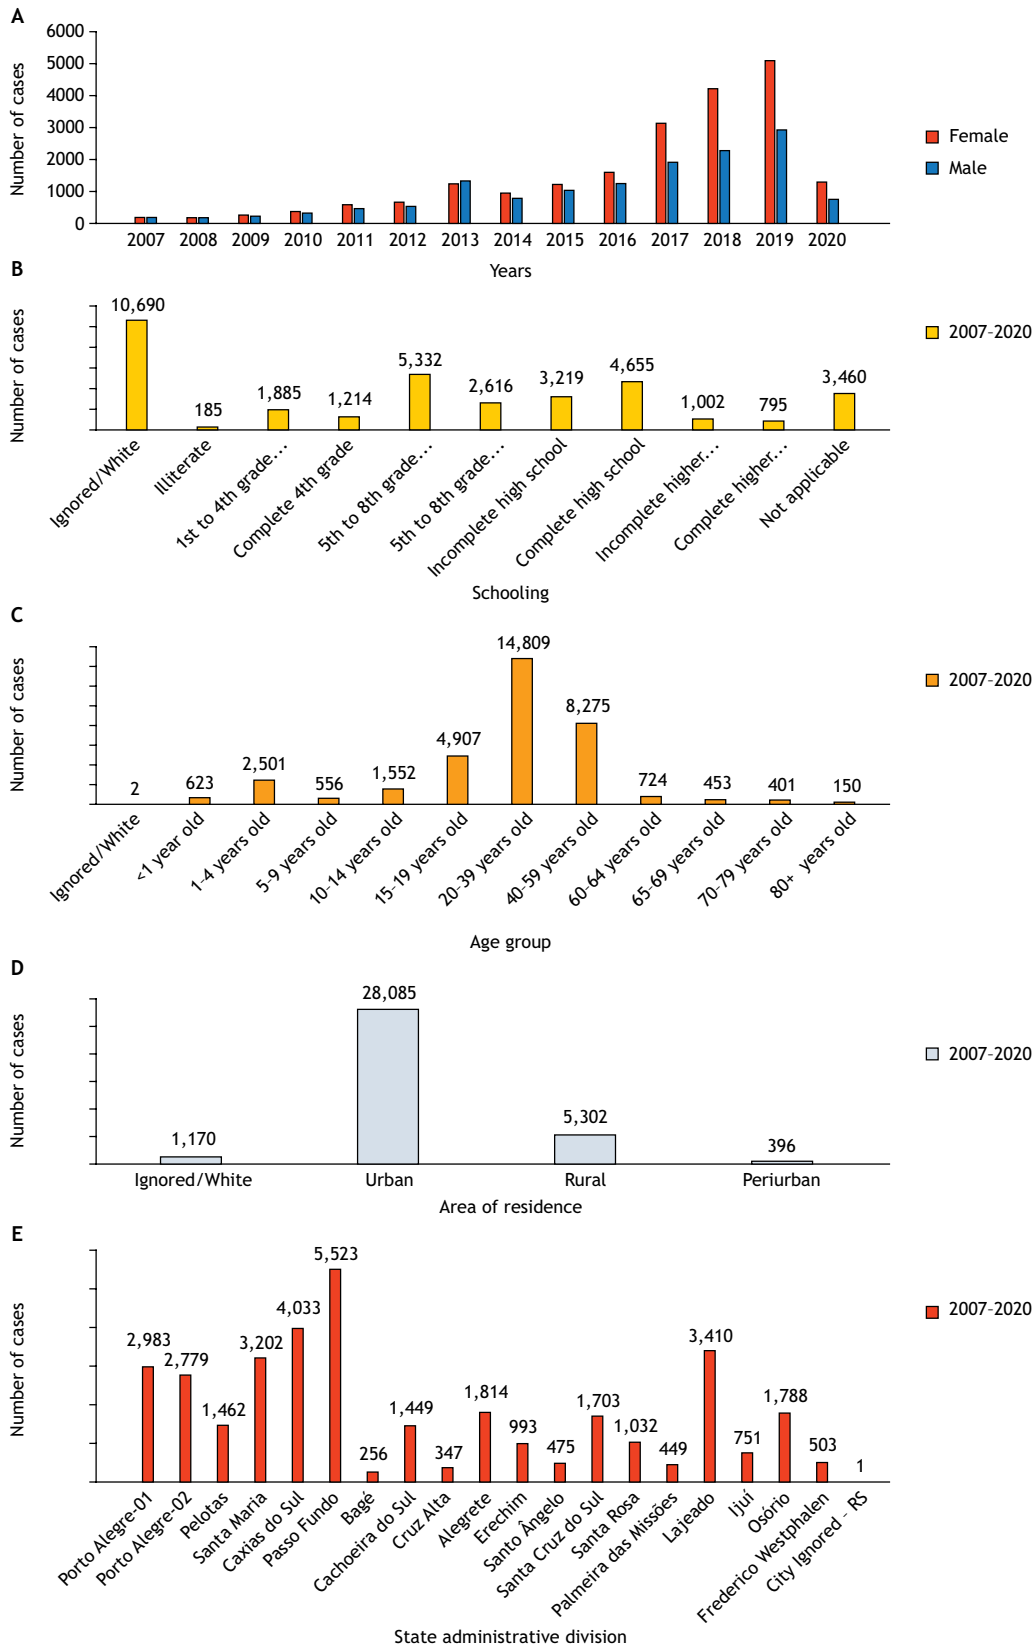 A
6000
5000
4000
3000
2000
1000
0
Number of cases
2007 2008 2009 2010 2011 2012 2013 2014 2015 2016 2017 2018 2019 2020
Years
Female
Male
B
Number of cases
10,690
185
1,885
1,214
5,332
2,616
3,219
4,655
1,002
795
3,460
Ignored/White
Illiterate
1st to 4th grade...
Complete 4th grade
5th to 8th grade...
5th to 8th grade...
Incomplete high school
Complete high school
Incomplete higher...
Complete higher...
Not applicable
Schooling
2007-2020
C
Number of cases
2
623
2,501
556
1,552
4,907
14,809
8,275
724
453
401
150
Ignored/White
<1 year old
1-4 years old
5-9 years old
10-14 years old
15-19 years old
20-39 years old
40-59 years old
60-64 years old
65-69 years old
70-79 years old
80+ years old
Age group
2007-2020
D
Number of cases
1,170
28,085
5,302
396
Ignored/White
Urban
Rural
Periurban
Area of residence
2007-2020
E
Number of cases
2,983
2,779
1,462
3,202
4,033
5,523
256
1,449
347
1,814
993
475
1,703
1,032
449
3,410
751
1,788
503
1
Porto Alegre-01
Porto Alegre-02
Pelotas
Santa Maria
Caxias do Sul
Passo Fundo
Bagé
Cachoeira do Sul
Cruz Alta
Alegrete
Erechim
Santo Ângelo
Santa Cruz do Sul
Santa Rosa
Palmeira das Missões
Lajeado
Ijuí
Osório
Frederico Westphalen
City Ignored - RS
State administrative division
2007-2020